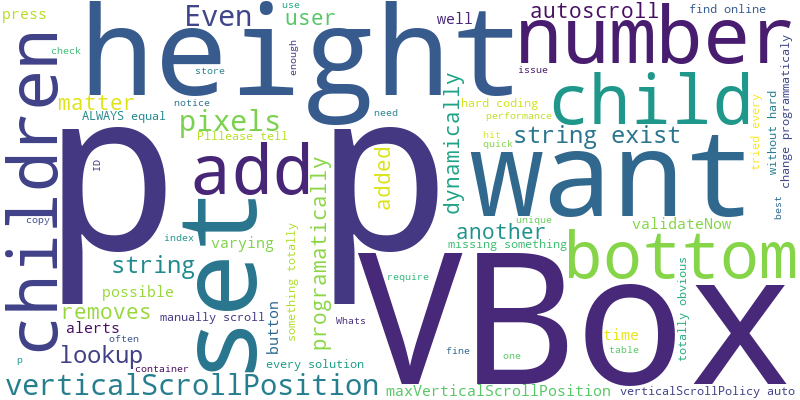 press
Even
use
user
well
autoscroll
find online
height
number
children
check
store
enough
issue
child
change programmaticaly
matter
notice
ALWAYS equal
pixels
Pllease tell
need
dynamically
hard coding
performance
string exist
tried every
without hard
p p
ID
add
added
want
hit
quick
set
programatically
best
copy
index
varying
something totally
another
unique
missing something
validateNow
bottom
string
VBox
possible
removes
manually scroll
button
Whats
require
totally obvious
alerts
often
lookup
container
every solution
fine
one
time
table
p
verticalScrollPosition
maxVerticalScrollPosition
verticalScrollPolicy auto